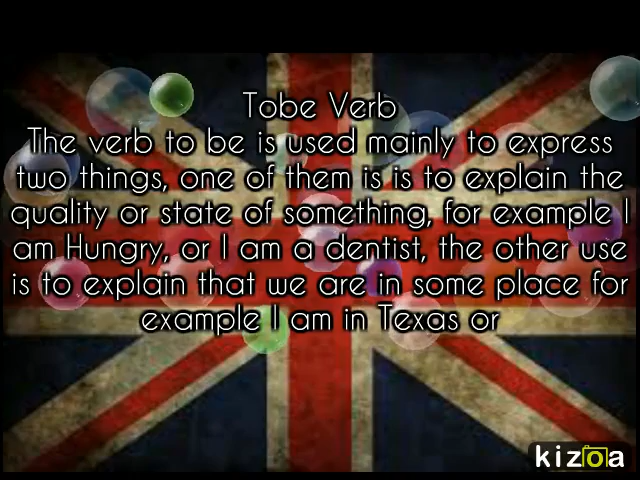 Tobe Verb
The verb to be is used mainly to express
two things, one of them is is to explain the
quality or state of something, for example I
am Hungry, or I am a dentist, the other use
is to explain that we are in some place for
example I am in Texas or
kizoa